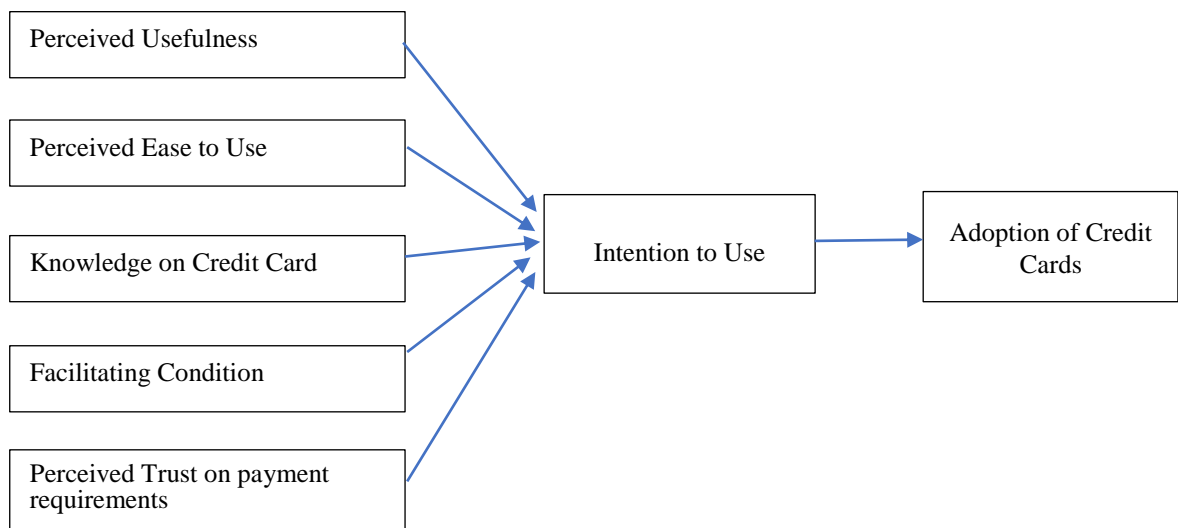 Perceived Usefulness
Perceived Ease to Use
Knowledge on Credit Card
Facilitating Condition
Perceived Trust on payment
requirements
Intention to Use
Adoption of Credit
Cards